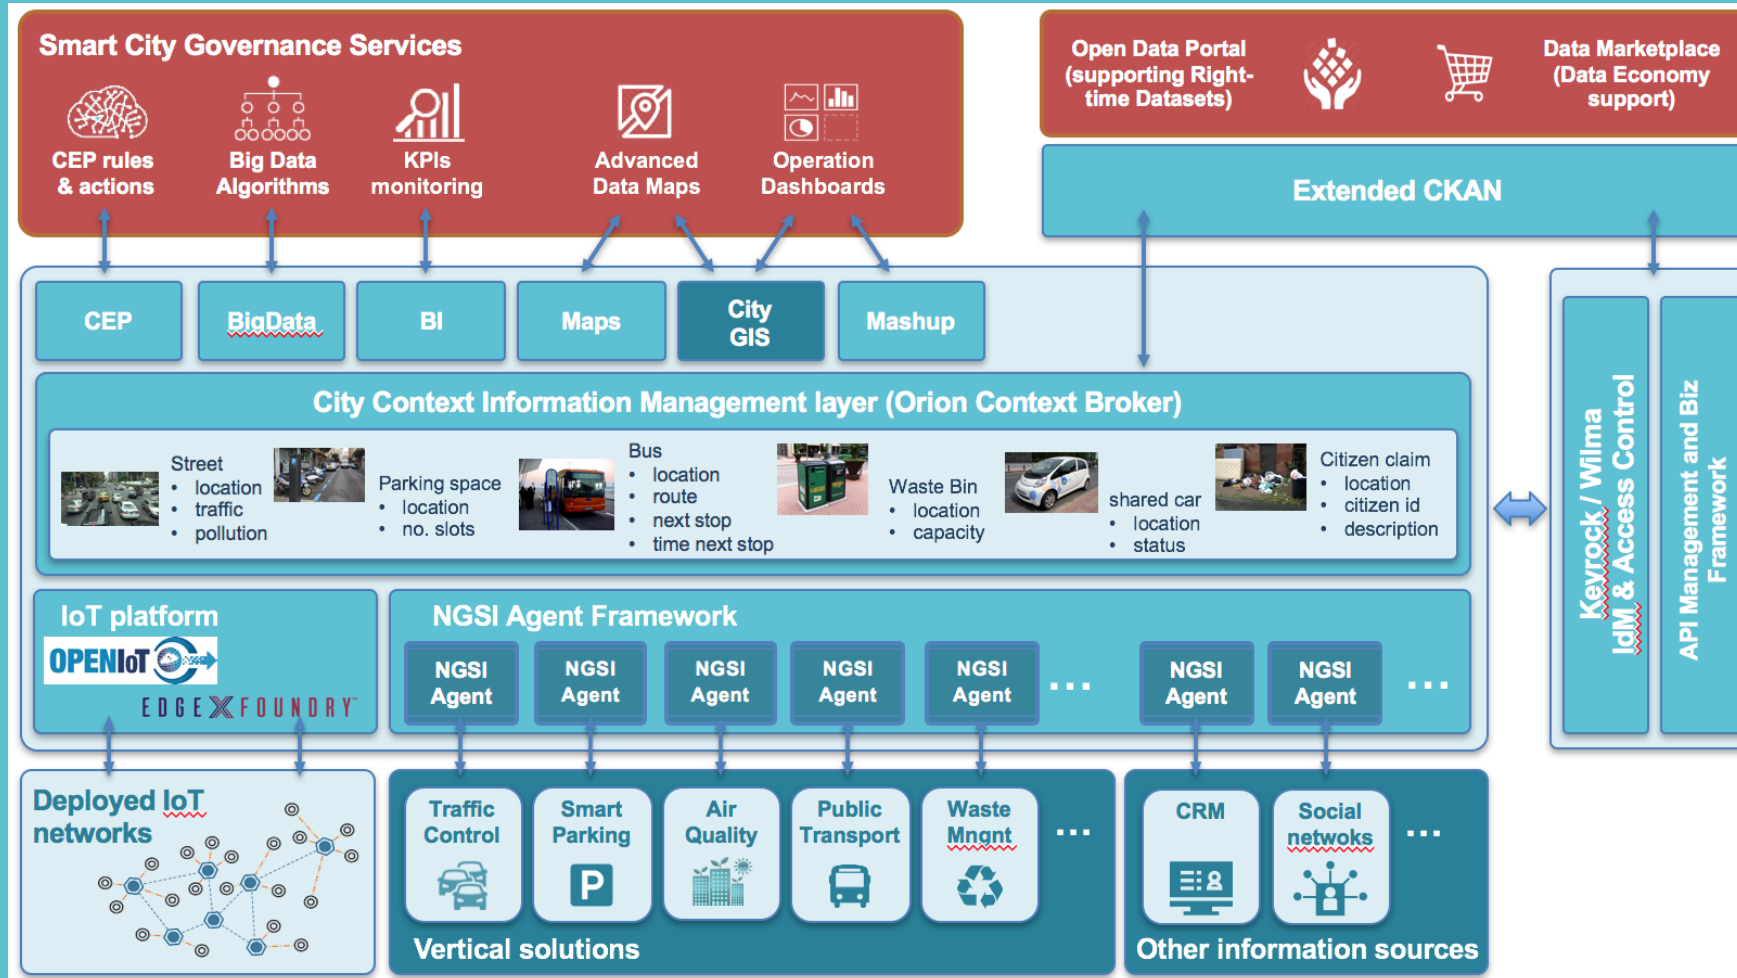 Smart City Governance Services
CEP rules
& actions
Big Data
Algorithms
KPIs
monitoring
Advanced
Data Maps
Operation
Dashboards
Open Data Portal
(supporting Right-
time Datasets)
Data Marketplace
(Data Economy
support)
Extended CKAN
CEP
BigData
BI
Maps
City
GIS
Mashup
City Context Information Management layer (Orion Context Broker)
Street
• location
• traffic
• pollution
Parking space
• location
• no. slots
Bus
• location
• route
• next stop
• time next stop
Waste Bin
• location
• capacity
shared car
• location
• status
Citizen claim
• location
• citizen id
• description
Keyrock / Wilma
IdM & Access Control
API Management and Biz
Framework
IoT platform
OPENIoT
EDGE X FOUNDRY™
NGSI Agent Framework
NGSI
Agent
NGSI
Agent
NGSI
Agent
NGSI
Agent
NGSI
Agent
...
NGSI
Agent
NGSI
Agent
...
Deployed IoT
networks
Traffic
Control
Smart
Parking
P
Air
Quality
Public
Transport
Waste
Mngnt
...
Vertical solutions
CRM
Social
netwoks
...
Other information sources